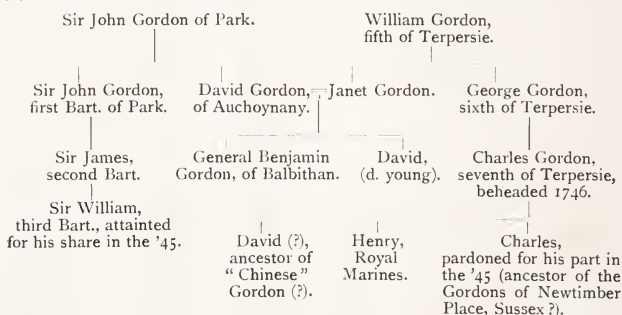 Sir John Gordon of Park.
William Gordon,
fifth of Terpersie.
Sir John Gordon,
first Bart. of Park.
David Gordon,
of Auchoynany.
Janet Gordon.
George Gordon,
sixth of Terpersie.
Sir James,
second Bart.
General Benjamin
Gordon, of Balbithan.
David,
(d. young).
Charles Gordon,
seventh of Terpersie,
beheaded 1746.
Sir William,
third Bart., attainted
for his share in the '45.
David (?),
ancestor of
" Chinese "
Gordon (?).
Henry,
Royal
Marines.
Charles,
pardoned for his part in
the '45 (ancestor of the
Gordons of Newtimber
Place, Sussex ?).